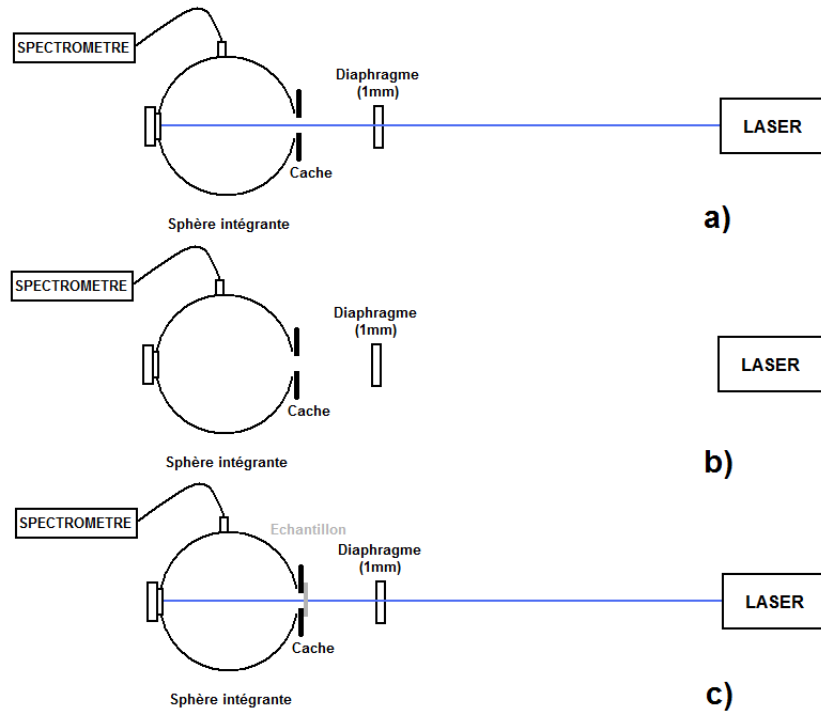 SPECTROMETRE
Diaphragme
(1mm)
LASER
Cache
Sphère intégrante
a)
SPECTROMETRE
Diaphragme
(1mm)
LASER
Cache
Sphère intégrante
b)
SPECTROMETRE
Echantillon
Diaphragme
(1mm)
LASER
Cache
Sphère intégrante
c)